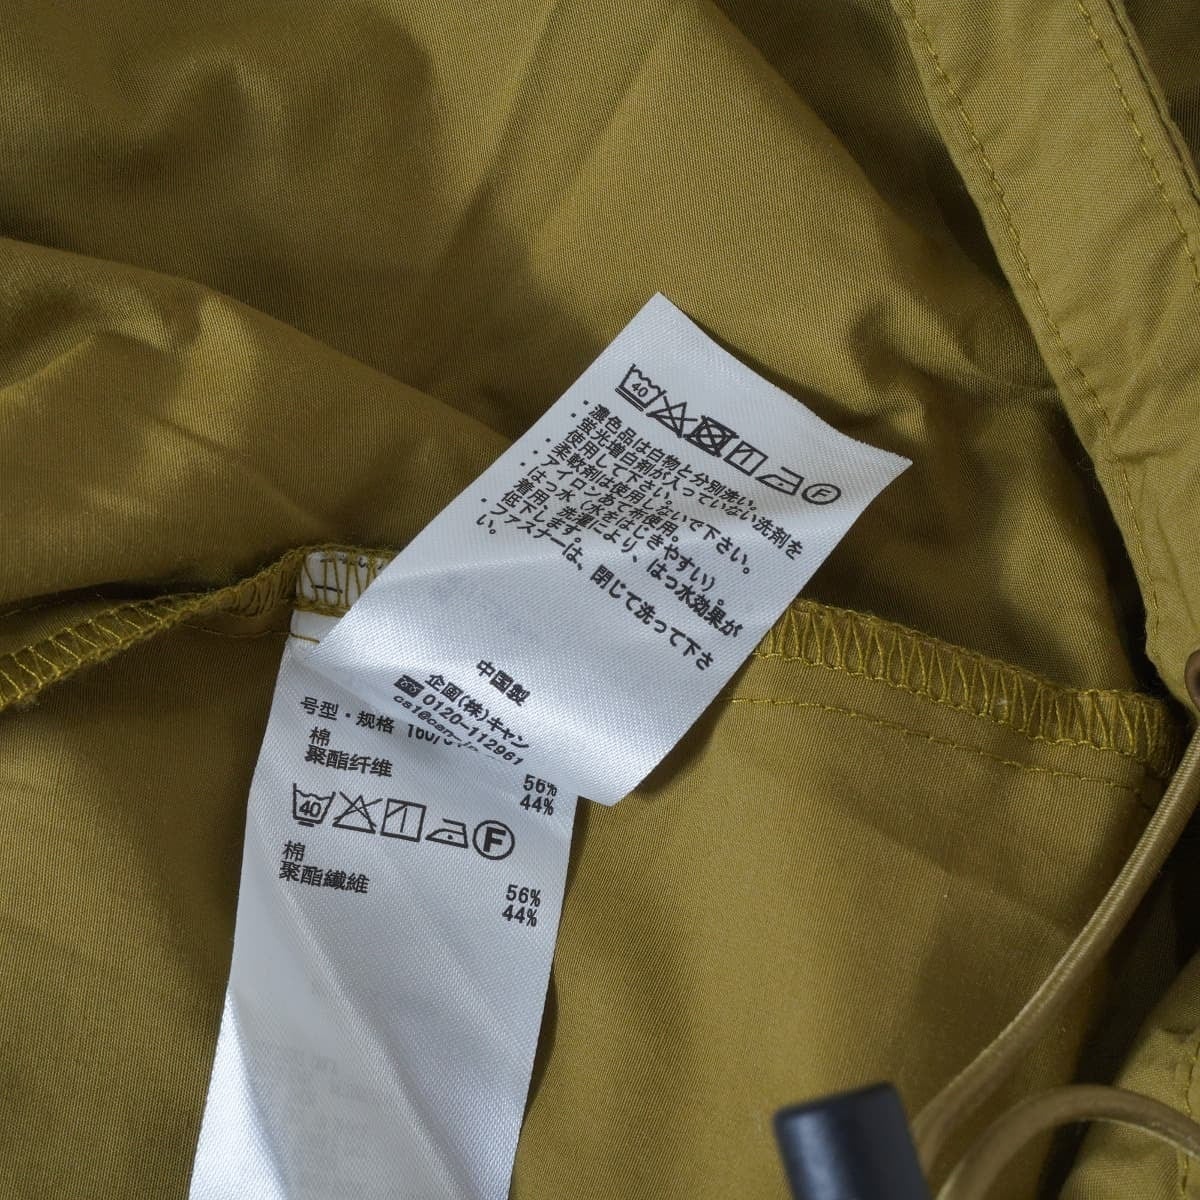 40
F
・濃色品は白物と分別洗い。
・蛍光増白剤が入っていない洗剤を
使用して下さい。
・柔軟剤は使用しないで下さい。
・アイロンあて布使用。
・はっ水（水をはじきやすい）。
着用、洗濯により、はっ水効果が
低下します。
・ファスナーは、閉じて洗って下さ
い。
中国製
企画(株)キャン
0120-112961
号型・规格 160/
棉 56%
聚酯纤维 44%
40
F
棉 56%
聚酯纖維 44%